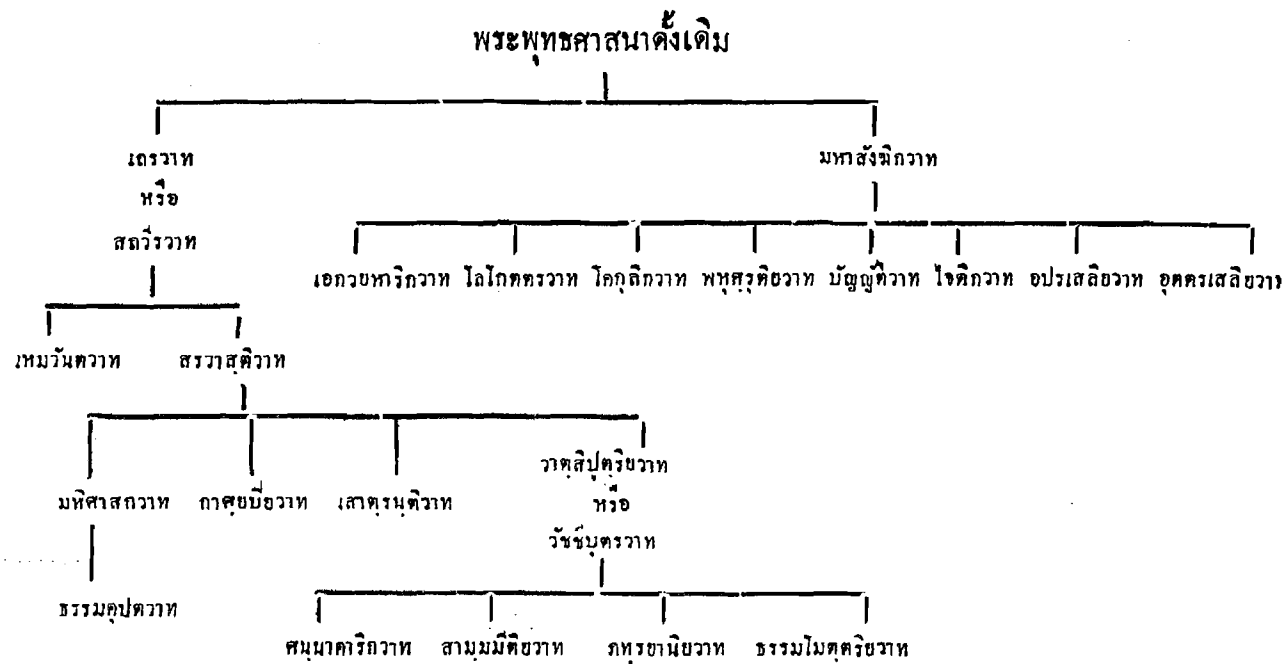 พระพุทธศาสนาดั้งเดิม
เถรวาท
หรือ
สถวีรวาท
มหาสังฆิกวาท
เอกวยหาริกวาท โลโกตตรวาท โคกุลิกวาท พหุศรุติยวาท บัญญัติวาท ไจติกวาท อปรเสลิยวาท อุตตรเสลิยวาท
เหมวันตวาท สรวาสติวาท
มหิศาสกวาท กาศฺยปิยวาท เสาตรนฺติวาท
วาตฺสิปุตฺริยวาท
หรือ
วัชชีบุตรวาท
ธรรมคุปตวาท
ศนฺนาคาริกวาท สามฺมมีติยวาท ภทฺรยานิยวาท ธรรมโมตฺตริยวาท